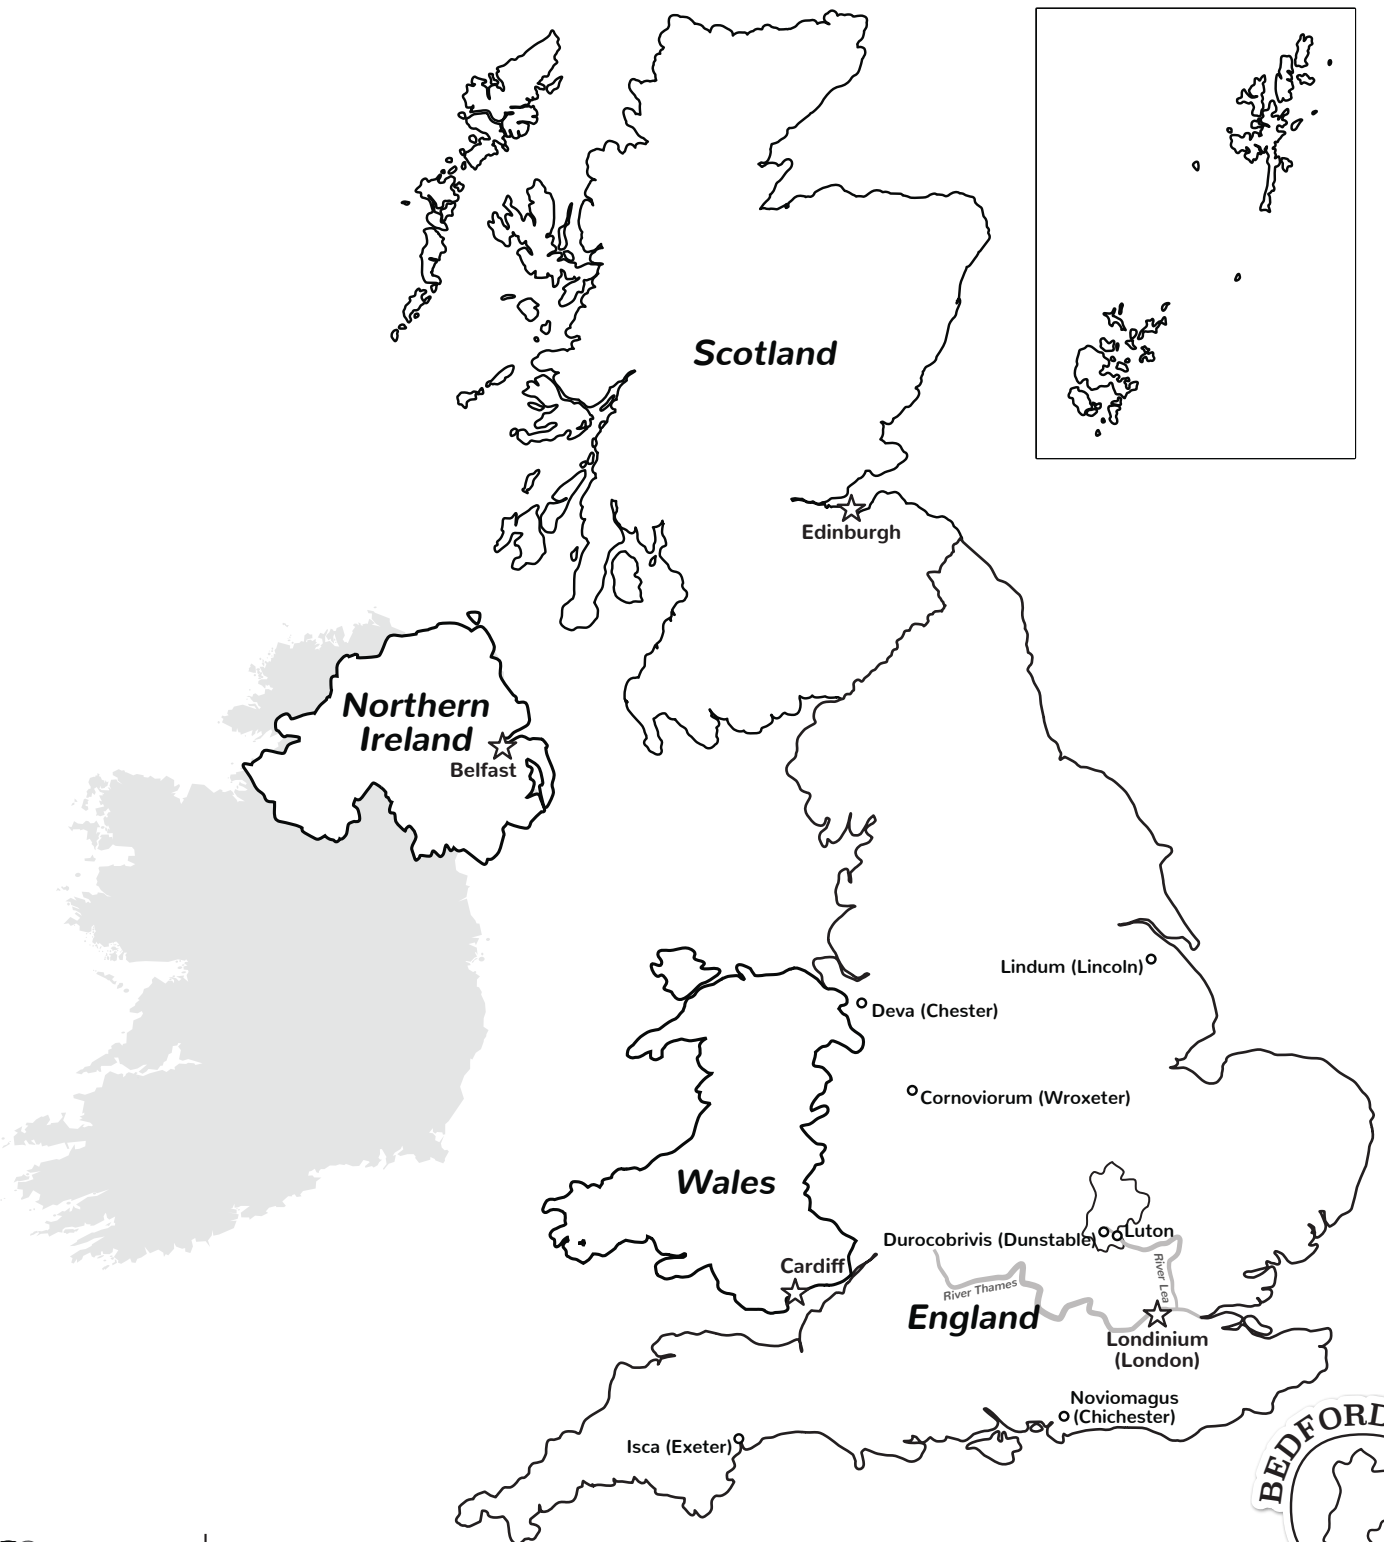 Scotland
Edinburgh
Northern
Ireland
Belfast
Lindum (Lincoln)
Deva (Chester)
Cornoviorum (Wroxeter)
Wales
Durocobrivis (Dunstable)
Luton
Cardiff
River Lea
River Thames
England
Londinium
(London)
Noviomagus
(Chichester)
Isca (Exeter)
BEDFORD